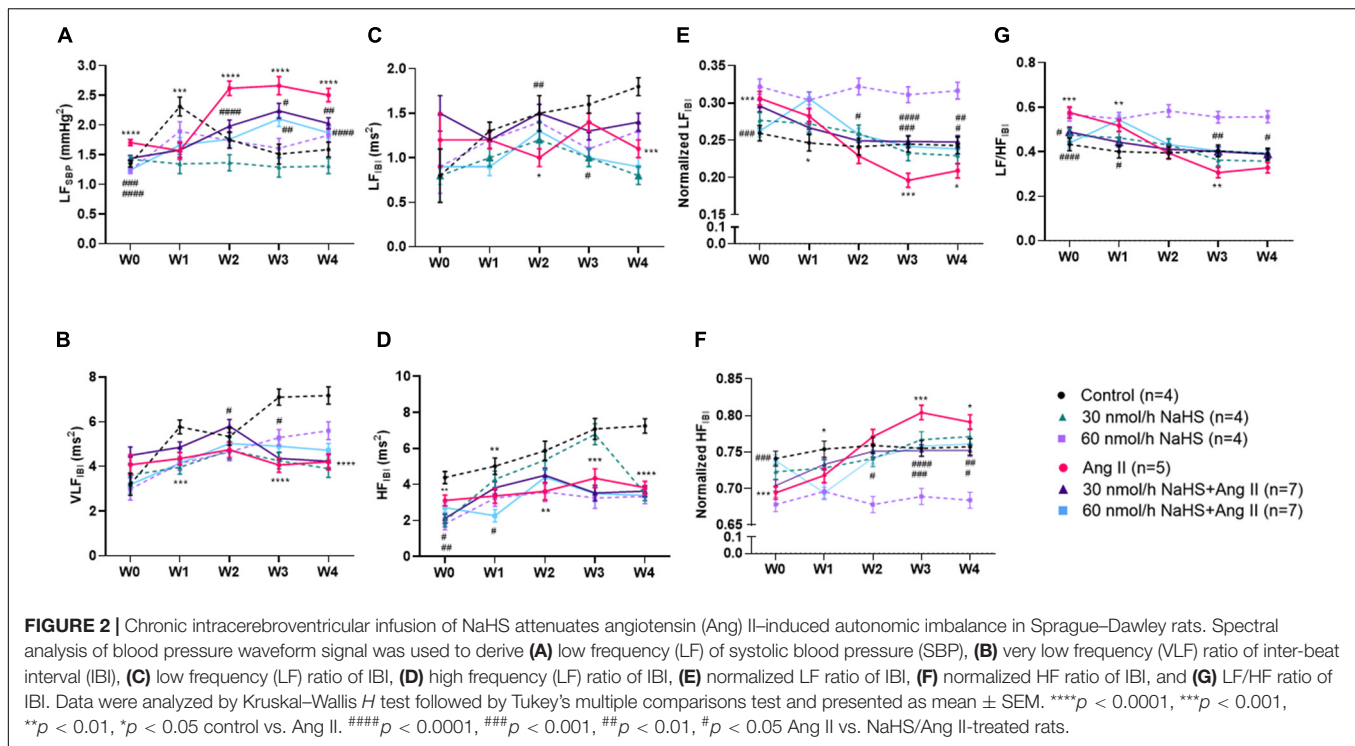 A
LF_SBP (mmHg²)
3.0
2.5
2.0
1.5
1.0
0.5
0.0
**** *** **** **** ****
### #### #### # ## ## ####
W0 W1 W2 W3 W4
C
LF_IBI (ms²)
2.0
1.5
1.0
0.5
0.0
## * # ***
W0 W1 W2 W3 W4
E
Normalized LF_IBI
0.35
0.30
0.25
0.20
0.15
0.1
0.0
*** ### * # #### ### *** ## # *
W0 W1 W2 W3 W4
G
LF/HF_IBI
0.8
0.6
0.4
0.2
0.0
*** # #### ** # ## ** #
W0 W1 W2 W3 W4
B
VLF_IBI (ms²)
8
6
4
2
0
*** # # **** ****
W0 W1 W2 W3 W4
D
HF_IBI (ms²)
10
8
6
4
2
0
** # ## ** # ** *** ****
W0 W1 W2 W3 W4
F
Normalized HF_IBI
0.85
0.80
0.75
0.70
0.65
0.1
0.0
### *** * # *** #### ### * ## #
W0 W1 W2 W3 W4
Control (n=4)
30 nmol/h NaHS (n=4)
60 nmol/h NaHS (n=4)
Ang II (n=5)
30 nmol/h NaHS+Ang II (n=7)
60 nmol/h NaHS+Ang II (n=7)
FIGURE 2 | Chronic intracerebroventricular infusion of NaHS attenuates angiotensin (Ang) II–induced autonomic imbalance in Sprague–Dawley rats. Spectral
analysis of blood pressure waveform signal was used to derive (A) low frequency (LF) of systolic blood pressure (SBP), (B) very low frequency (VLF) ratio of inter-beat
interval (IBI), (C) low frequency (LF) ratio of IBI, (D) high frequency (LF) ratio of IBI, (E) normalized LF ratio of IBI, (F) normalized HF ratio of IBI, and (G) LF/HF ratio of
IBI. Data were analyzed by Kruskal–Wallis H test followed by Tukey's multiple comparisons test and presented as mean ± SEM. ****p < 0.0001, ***p < 0.001,
**p < 0.01, *p < 0.05 control vs. Ang II. ####p < 0.0001, ###p < 0.001, ##p < 0.01, #p < 0.05 Ang II vs. NaHS/Ang II-treated rats.